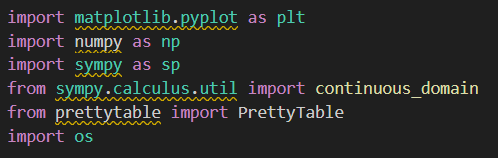 import matplotlib.pyplot as plt
import numpy as np
import sympy as sp
from sympy.calculus.util import continuous_domain
from prettytable import PrettyTable
import os